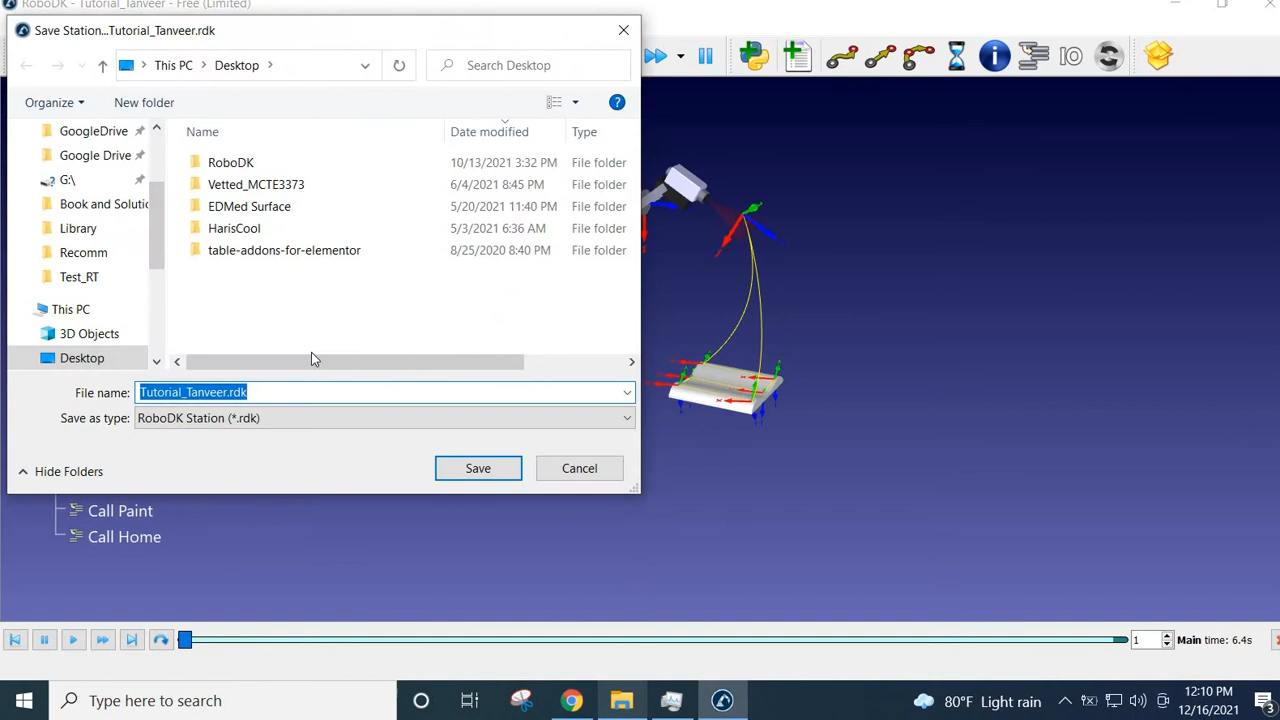 RoboDK - Tutorial_Tanveer - Free (Limited)
Save Station...Tutorial_Tanveer.rdk
This PC
Desktop
Search Desktop
IO
Organize
New folder
?
i
GoogleDrive
Google Drive
G:\
Book and Solutio
Library
Recomm
Test_RT
This PC
3D Objects
Desktop
Name
Date modified
Type
RoboDK
10/13/2021 3:32 PM
File folder
Vetted_MCTE3373
6/4/2021 8:45 PM
File folder
EDMed Surface
5/20/2021 11:40 PM
File folder
HarisCool
5/3/2021 6:36 AM
File folder
table-addons-for-elementor
8/25/2020 8:40 PM
File folder
File name:
Tutorial_Tanveer.rdk
Save as type:
RoboDK Station (*.rdk)
Hide Folders
Save
Cancel
Call Paint
Call Home
1
Main time: 6.4s
Type here to search
80°F Light rain
12:10 PM
12/16/2021
3